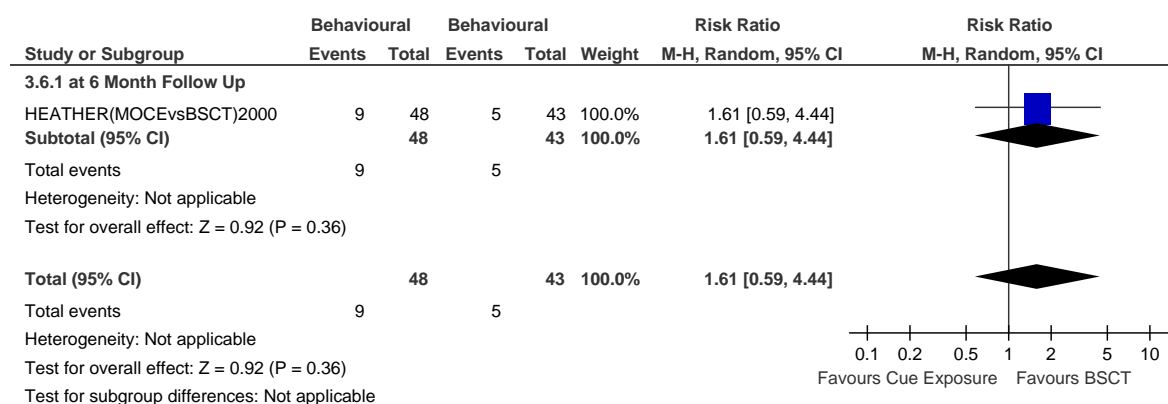 Behavioural Behavioural Risk Ratio Risk Ratio
Study or Subgroup Events Total Events Total Weight M-H, Random, 95% CI M-H, Random, 95% CI
3.6.1 at 6 Month Follow Up
HEATHER(MOCEvsBSCT)2000 9 48 5 43 100.0% 1.61 [0.59, 4.44]
Subtotal (95% CI) 48 43 100.0% 1.61 [0.59, 4.44]
Total events 9 5
Heterogeneity: Not applicable
Test for overall effect: Z = 0.92 (P = 0.36)
Total (95% CI) 48 43 100.0% 1.61 [0.59, 4.44]
Total events 9 5
Heterogeneity: Not applicable
Test for overall effect: Z = 0.92 (P = 0.36)
Test for subgroup differences: Not applicable
0.1 0.2 0.5 1 2 5 10
Favours Cue Exposure Favours BSCT